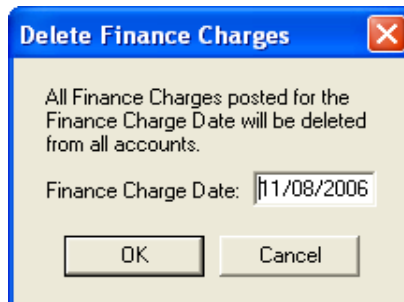 Delete Finance Charges
All Finance Charges posted for the
Finance Charge Date will be deleted
from all accounts.
Finance Charge Date: 11/08/2006
OK Cancel